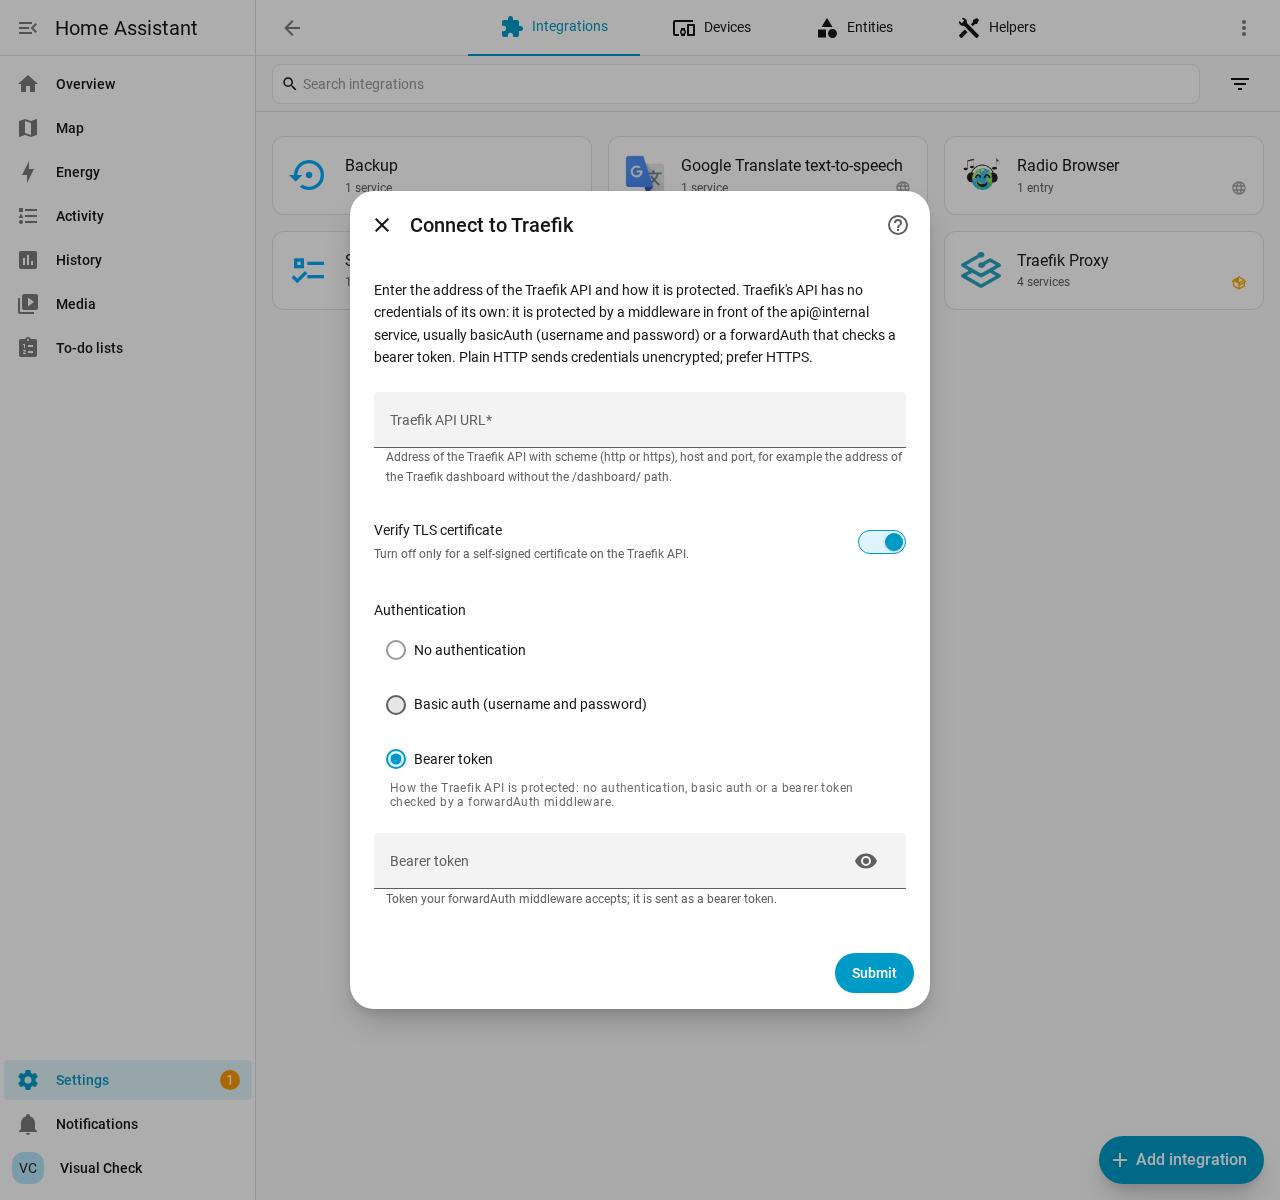 Home Assistant
Integrations
Devices
Entities
Helpers
Overview
Map
Energy
Activity
History
Media
To-do lists
Settings
1
Notifications
VC
Visual Check
Search integrations
Backup
1 service
Google Translate text-to-speech
1 service
Radio Browser
1 entry
S
1
Traefik Proxy
4 services
Connect to Traefik
Enter the address of the Traefik API and how it is protected. Traefik's API has no
credentials of its own: it is protected by a middleware in front of the api@internal
service, usually basicAuth (username and password) or a forwardAuth that checks a
bearer token. Plain HTTP sends credentials unencrypted; prefer HTTPS.
Traefik API URL*
Address of the Traefik API with scheme (http or https), host and port, for example the address of
the Traefik dashboard without the /dashboard/ path.
Verify TLS certificate
Turn off only for a self-signed certificate on the Traefik API.
Authentication
No authentication
Basic auth (username and password)
Bearer token
How the Traefik API is protected: no authentication, basic auth or a bearer token
checked by a forwardAuth middleware.
Bearer token
Token your forwardAuth middleware accepts; it is sent as a bearer token.
Submit
Add integration